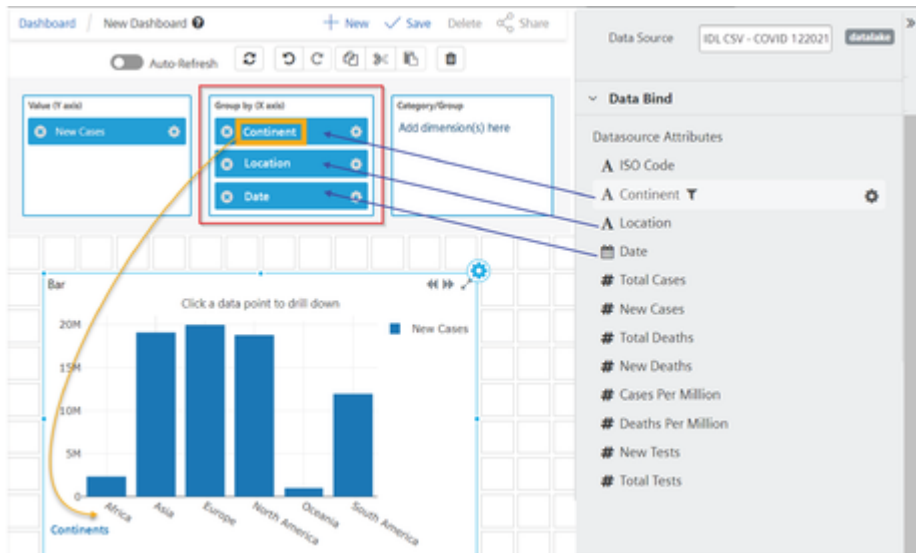 Dashboard / New Dashboard
New Save Delete Share
Auto-Refresh
Value (Y axis)
New Cases
Group by (X axis)
Continent
Location
Date
Category/Group
Add dimension(s) here
Bar
Click a data point to drill down
New Cases
20M
15M
10M
5M
0
Africa
Asia
Europe
North America
Oceania
South America
Continents
Data Source
IDL CSV - COVID 122021
datalake
Data Bind
Datasource Attributes
A ISO Code
A Continent
A Location
Date
# Total Cases
# New Cases
# Total Deaths
# New Deaths
# Cases Per Million
# Deaths Per Million
# New Tests
# Total Tests